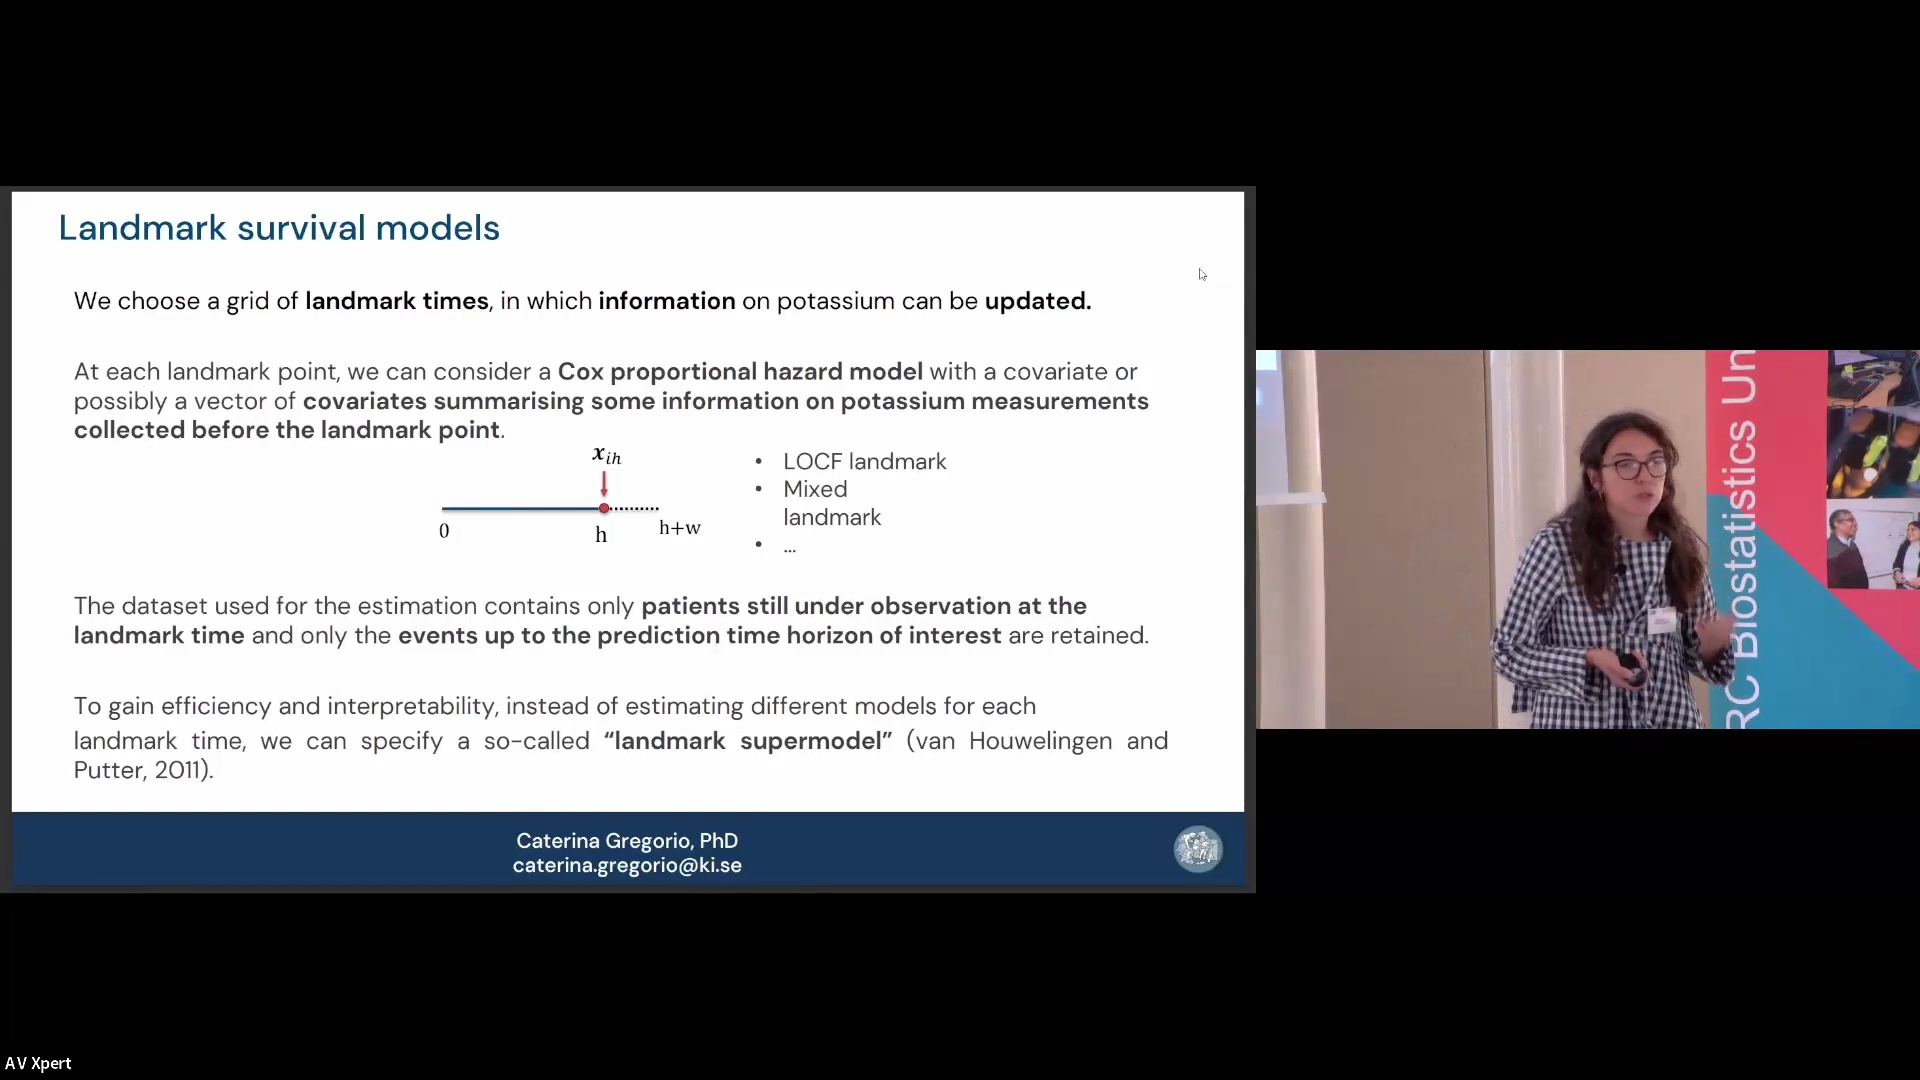 Landmark survival models
We choose a grid of landmark times, in which information on potassium can be updated.
At each landmark point, we can consider a Cox proportional hazard model with a covariate or
possibly a vector of covariates summarising some information on potassium measurements
collected before the landmark point.
x_ih
0
h
h+w
• LOCF landmark
• Mixed
landmark
• ...
The dataset used for the estimation contains only patients still under observation at the
landmark time and only the events up to the prediction time horizon of interest are retained.
To gain efficiency and interpretability, instead of estimating different models for each
landmark time, we can specify a so-called “landmark supermodel” (van Houwelingen and
Putter, 2011).
Caterina Gregorio, PhD
caterina.gregorio@ki.se
RC Biostatistics Un
AV Xpert